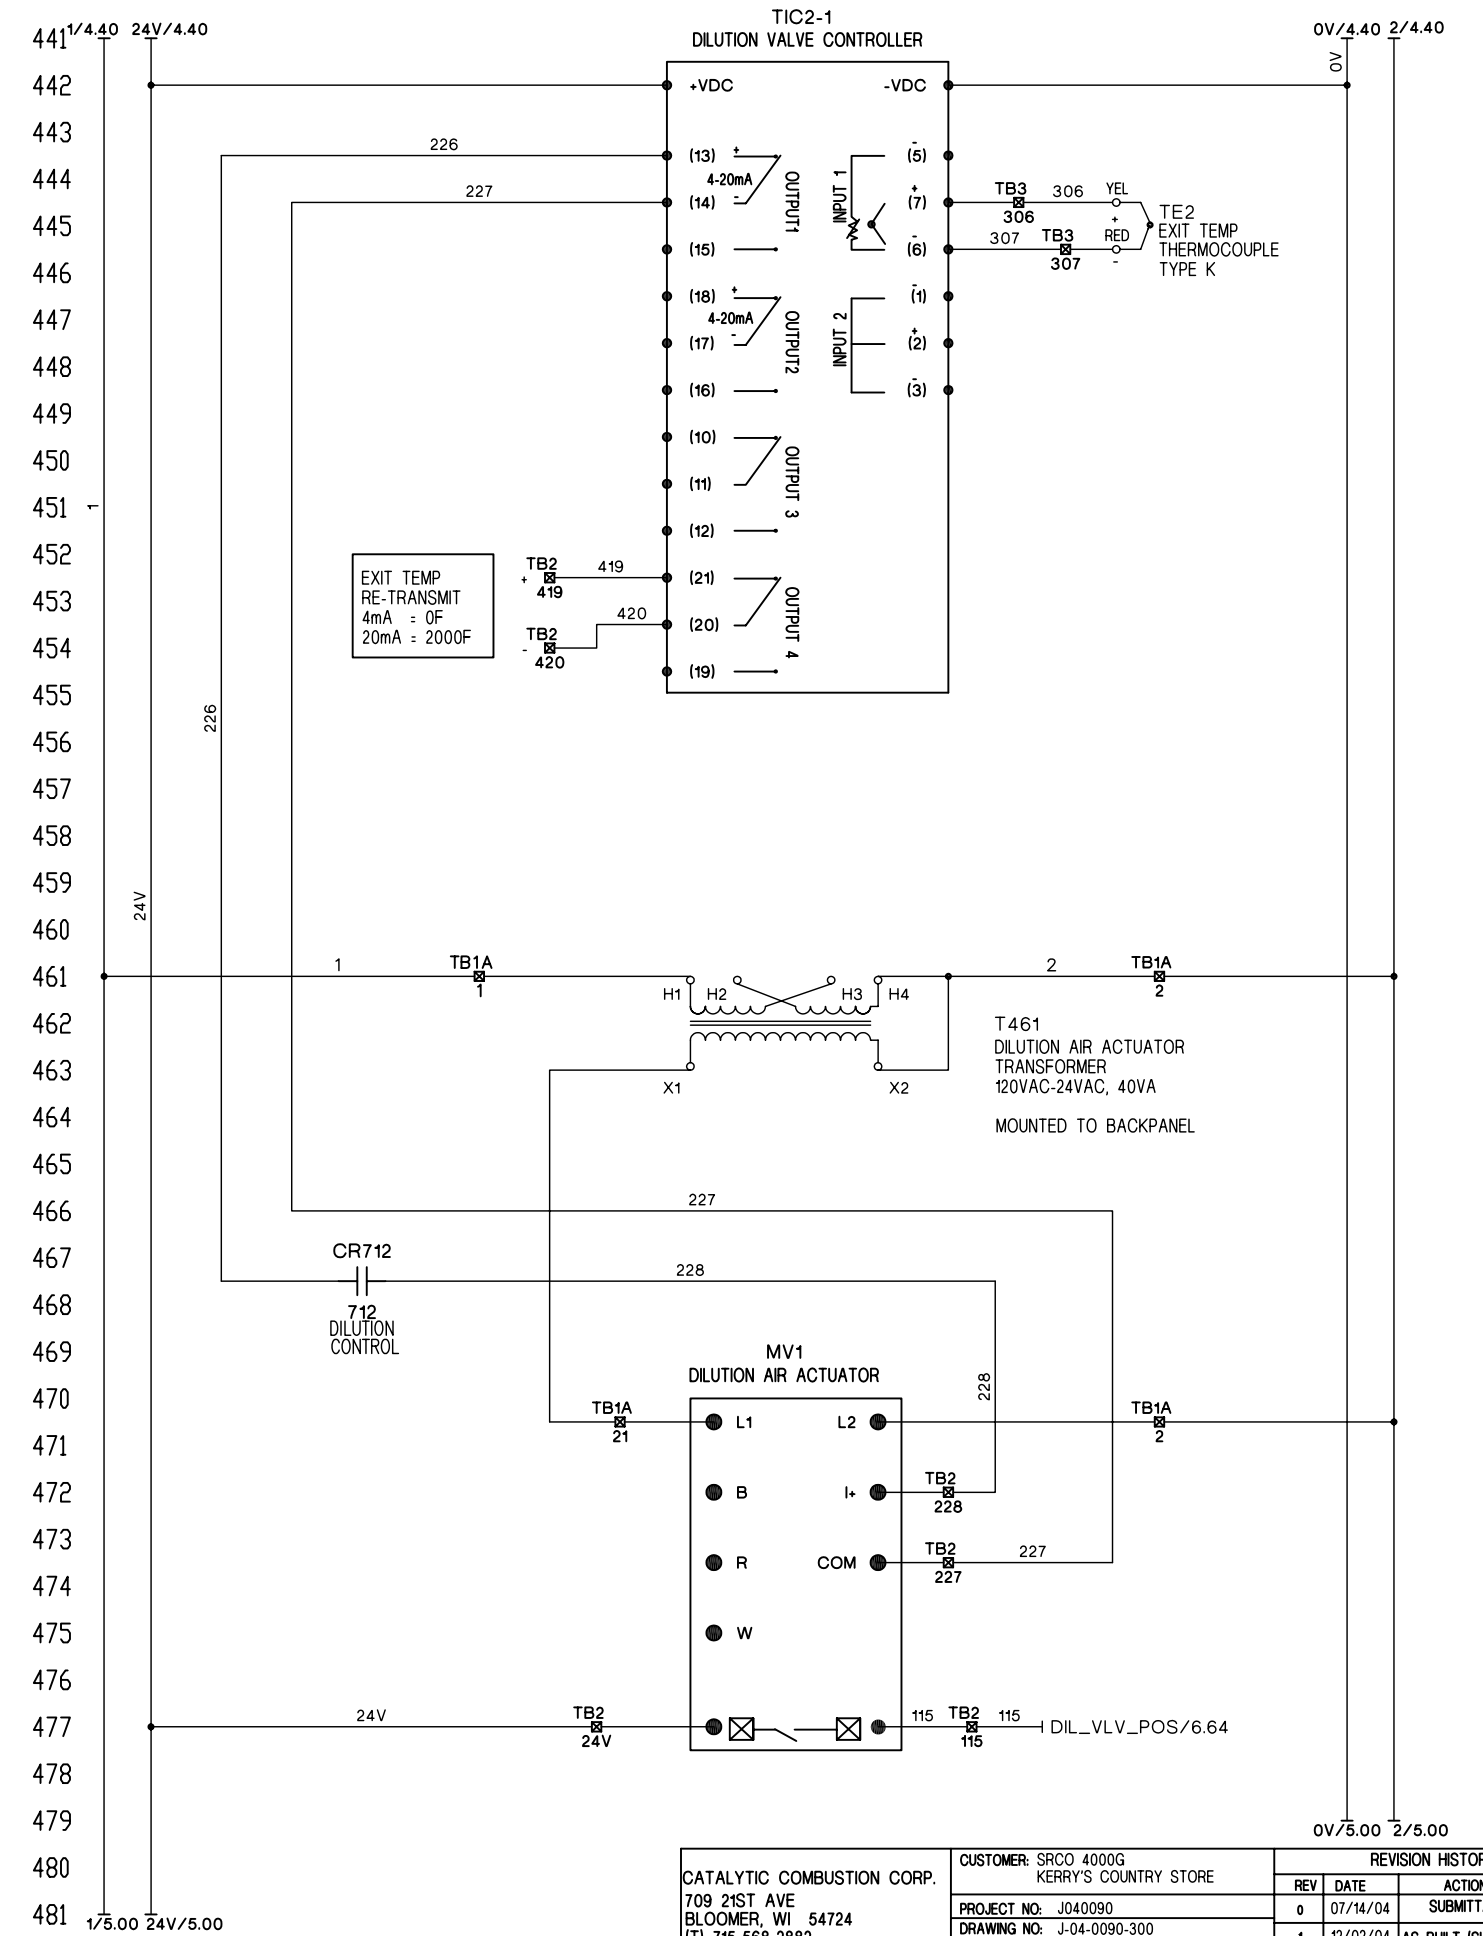 TIC2-1
DILUTION VALVE CONTROLLER
1/4.40 24V/4.40
0V/4.40 2/4.40
0V
441
442
443
444
445
446
447
448
449
450
451
452
453
454
455
456
457
458
459
460
461
462
463
464
465
466
467
468
469
470
471
472
473
474
475
476
477
478
479
480
481
1
24V
226
+VDC
-VDC
226
(13) +
4-20mA
227
(14) -
OUTPUT1
(15)
(18) +
4-20mA
(17) -
OUTPUT2
(16)
(10)
(11)
OUTPUT 3
(12)
419
(21)
420
(20)
OUTPUT 4
(19)
INPUT 1
-
(5)
+
(7)
-
(6)
INPUT 2
-
(1)
+
(2)
-
(3)
TB3
306
306
YEL
+
307
TB3
307
RED
-
TE2
EXIT TEMP
THERMOCOUPLE
TYPE K
EXIT TEMP
RE-TRANSMIT
4mA = 0F
20mA = 2000F
TB2
+
419
TB2
-
420
1
TB1A
1
H1
H2
H3
H4
2
TB1A
2
X1
X2
T461
DILUTION AIR ACTUATOR
TRANSFORMER
120VAC-24VAC, 40VA
MOUNTED TO BACKPANEL
227
CR712
712
DILUTION
CONTROL
228
228
MV1
DILUTION AIR ACTUATOR
TB1A
21
L1
L2
TB1A
2
B
I+
TB2
228
R
COM
TB2
227
227
W
24V
TB2
24V
115
TB2
115
115
DIL_VLV_POS/6.64
0V/5.00 2/5.00
1/5.00 24V/5.00
CATALYTIC COMBUSTION CORP.
709 21ST AVE
BLOOMER, WI 54724
(T) 715-568-2882
CUSTOMER: SRCO 4000G
KERRY'S COUNTRY STORE
PROJECT NO: J040090
DRAWING NO: J-04-0090-300
REVISION HISTOR
REV DATE ACTION
0 07/14/04 SUBMITT
1 12/02/04